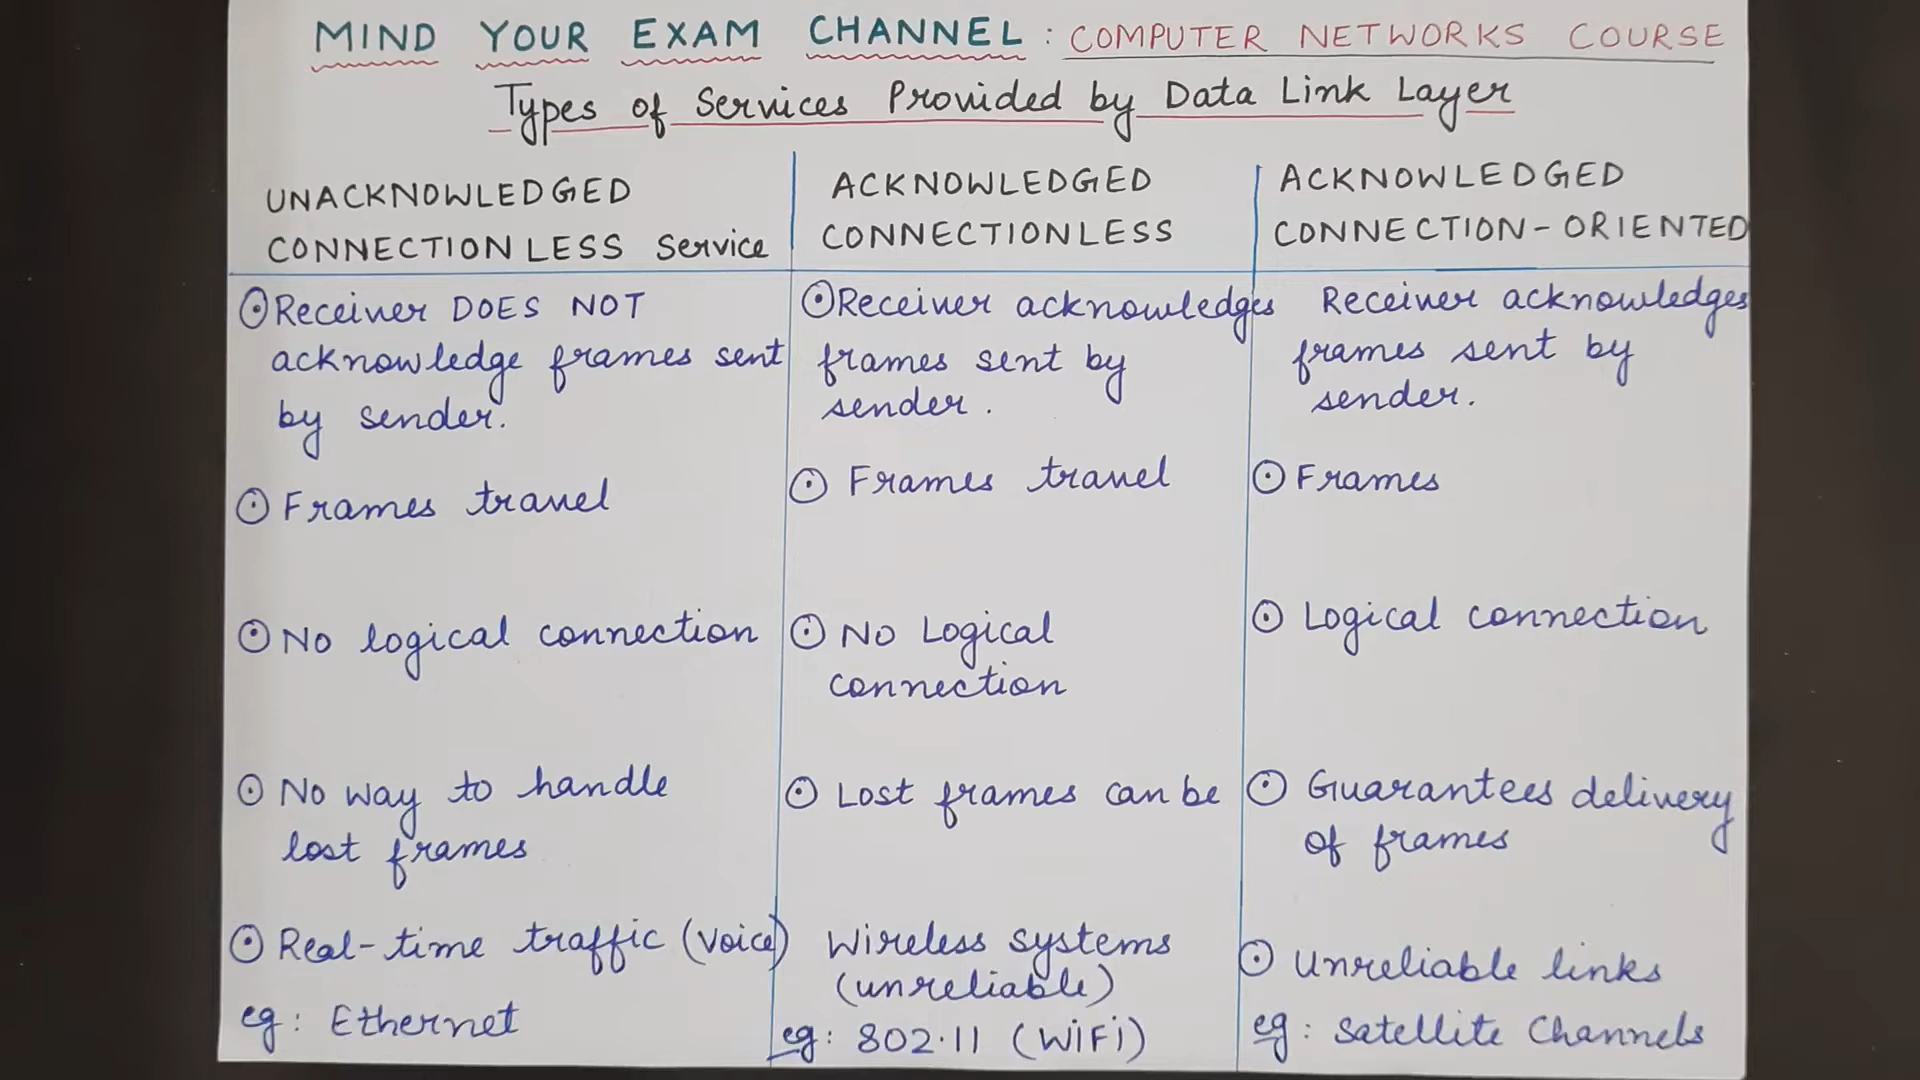 MIND YOUR EXAM CHANNEL : COMPUTER NETWORKS COURSE
Types of Services Provided by Data Link Layer
UNACKNOWLEDGED
CONNECTIONLESS Service
⊙ Receiver DOES NOT
acknowledge frames sent
by sender.
⊙ Frames travel
⊙ No logical connection
⊙ No way to handle
lost frames
⊙ Real-time traffic (Voice)
eg: Ethernet
ACKNOWLEDGED
CONNECTIONLESS
⊙ Receiver acknowledges
frames sent by
sender.
⊙ Frames travel
⊙ No Logical
connection
⊙ Lost frames can be
Wireless systems
(unreliable)
eg: 802.11 (WiFi)
ACKNOWLEDGED
CONNECTION-ORIENTED
Receiver acknowledges
frames sent by
sender.
⊙ Frames
⊙ Logical connection
⊙ Guarantees delivery
of frames
⊙ Unreliable links
eg: Satellite Channels